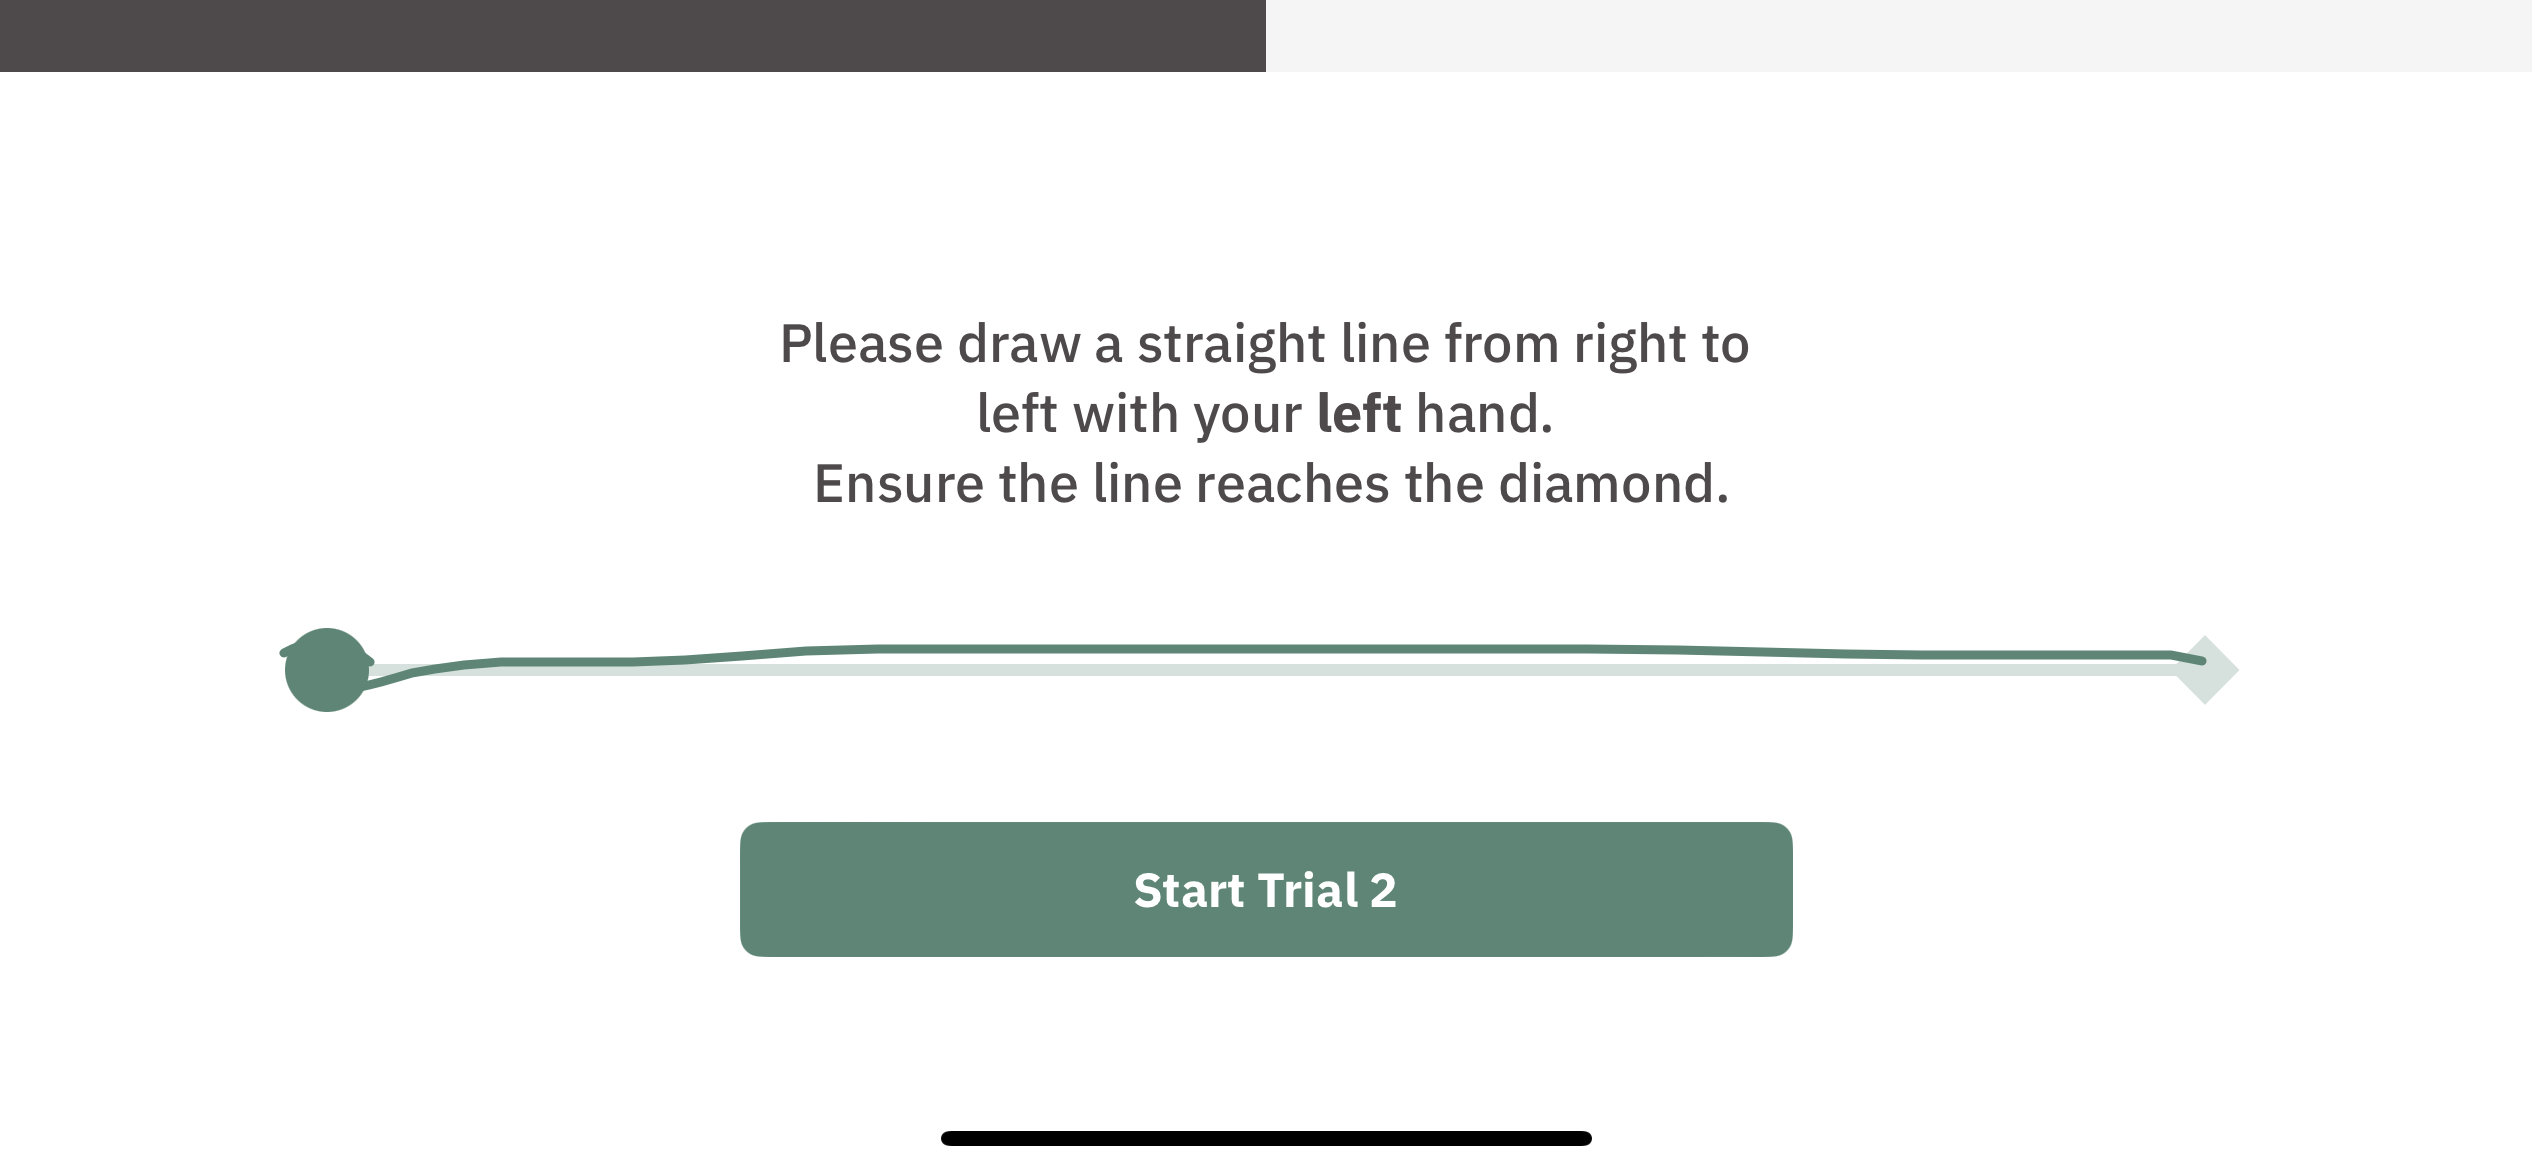 Please draw a straight line from right to
left with your left hand.
Ensure the line reaches the diamond.
Start Trial 2